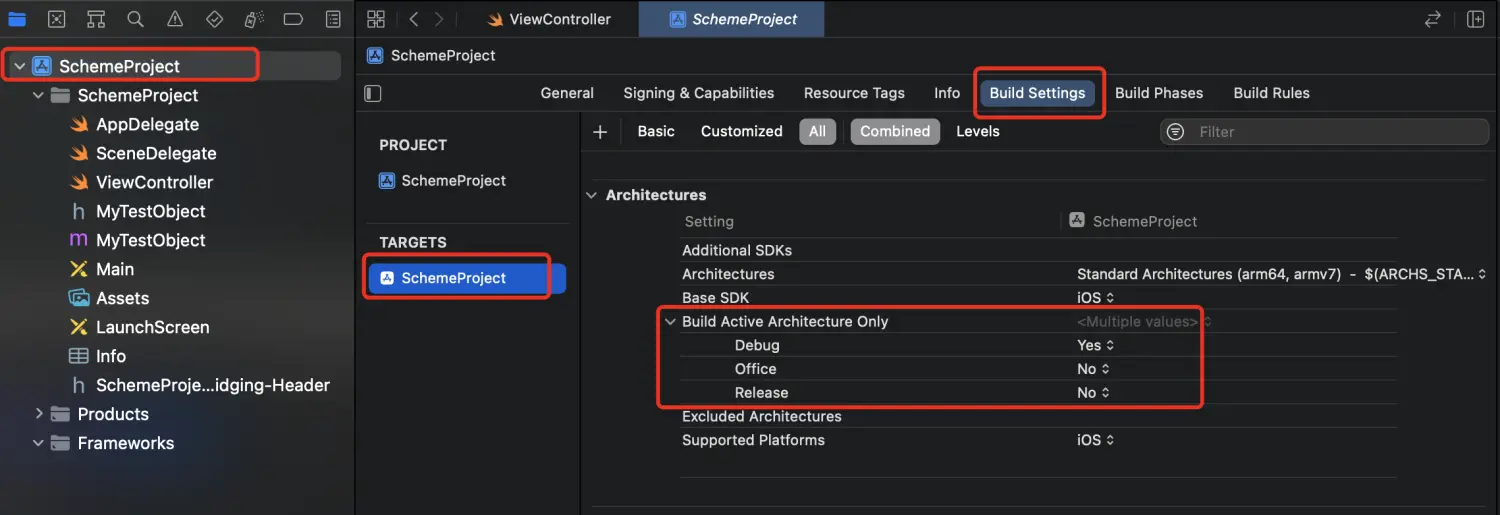 ViewController
SchemeProject
SchemeProject
SchemeProject
AppDelegate
SceneDelegate
ViewController
MyTestObject
MyTestObject
Main
Assets
LaunchScreen
Info
SchemeProje...idging-Header
Products
Frameworks
SchemeProject
General Signing & Capabilities Resource Tags Info Build Settings Build Phases Build Rules
PROJECT
SchemeProject
TARGETS
SchemeProject
+ Basic Customized All Combined Levels Filter
Architectures
Setting SchemeProject
Additional SDKs
Architectures Standard Architectures (arm64, armv7) - $(ARCHS_STA...
Base SDK iOS
Build Active Architecture Only <Multiple values>
Debug Yes
Office No
Release No
Excluded Architectures
Supported Platforms iOS